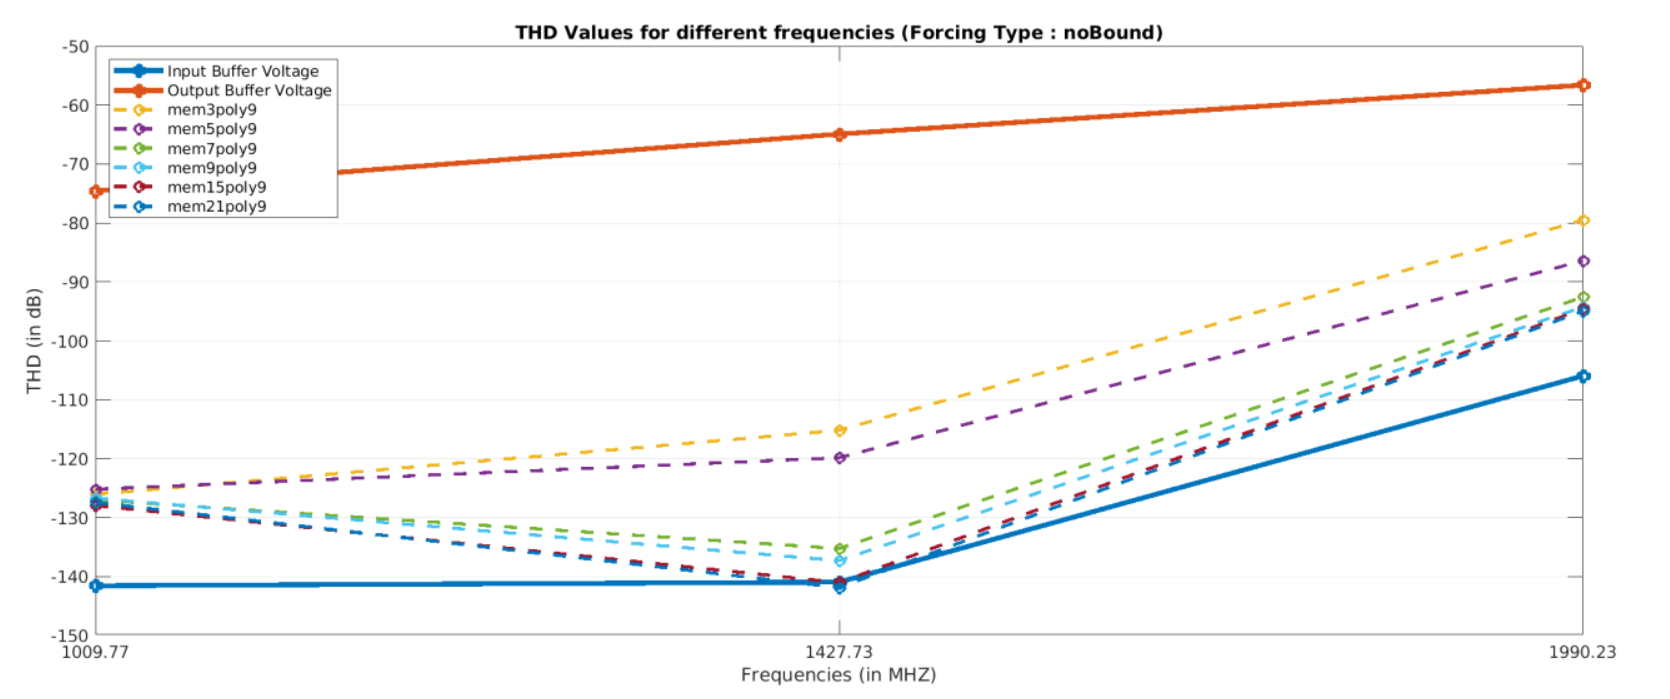 THD Values for different frequencies (Forcing Type : noBound)
-50
-60
-70
-80
-90
-100
-110
-120
-130
-140
-150
THD (in dB)
Input Buffer Voltage
Output Buffer Voltage
mem3poly9
mem5poly9
mem7poly9
mem9poly9
mem15poly9
mem21poly9
1009.77
1427.73
1990.23
Frequencies (in MHZ)